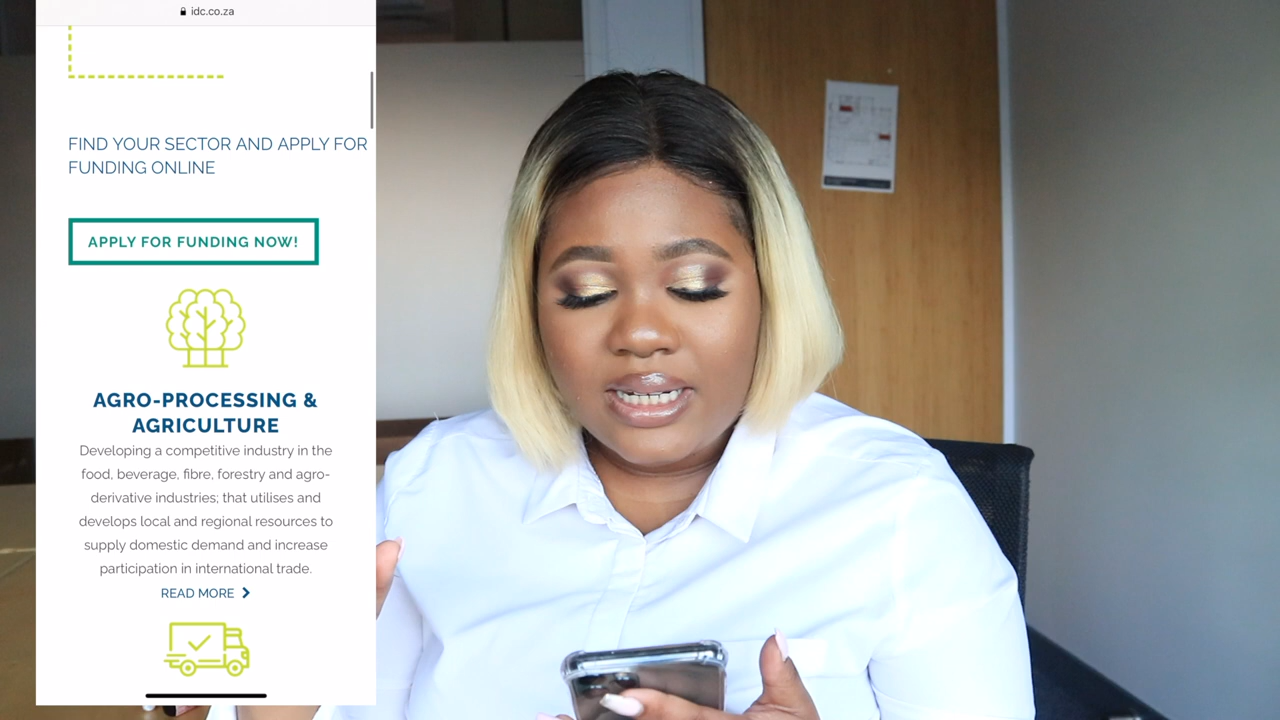 idc.co.za
FIND YOUR SECTOR AND APPLY FOR
FUNDING ONLINE
APPLY FOR FUNDING NOW!
AGRO-PROCESSING &
AGRICULTURE
Developing a competitive industry in the
food, beverage, fibre, forestry and agro-
derivative industries; that utilises and
develops local and regional resources to
supply domestic demand and increase
participation in international trade.
READ MORE